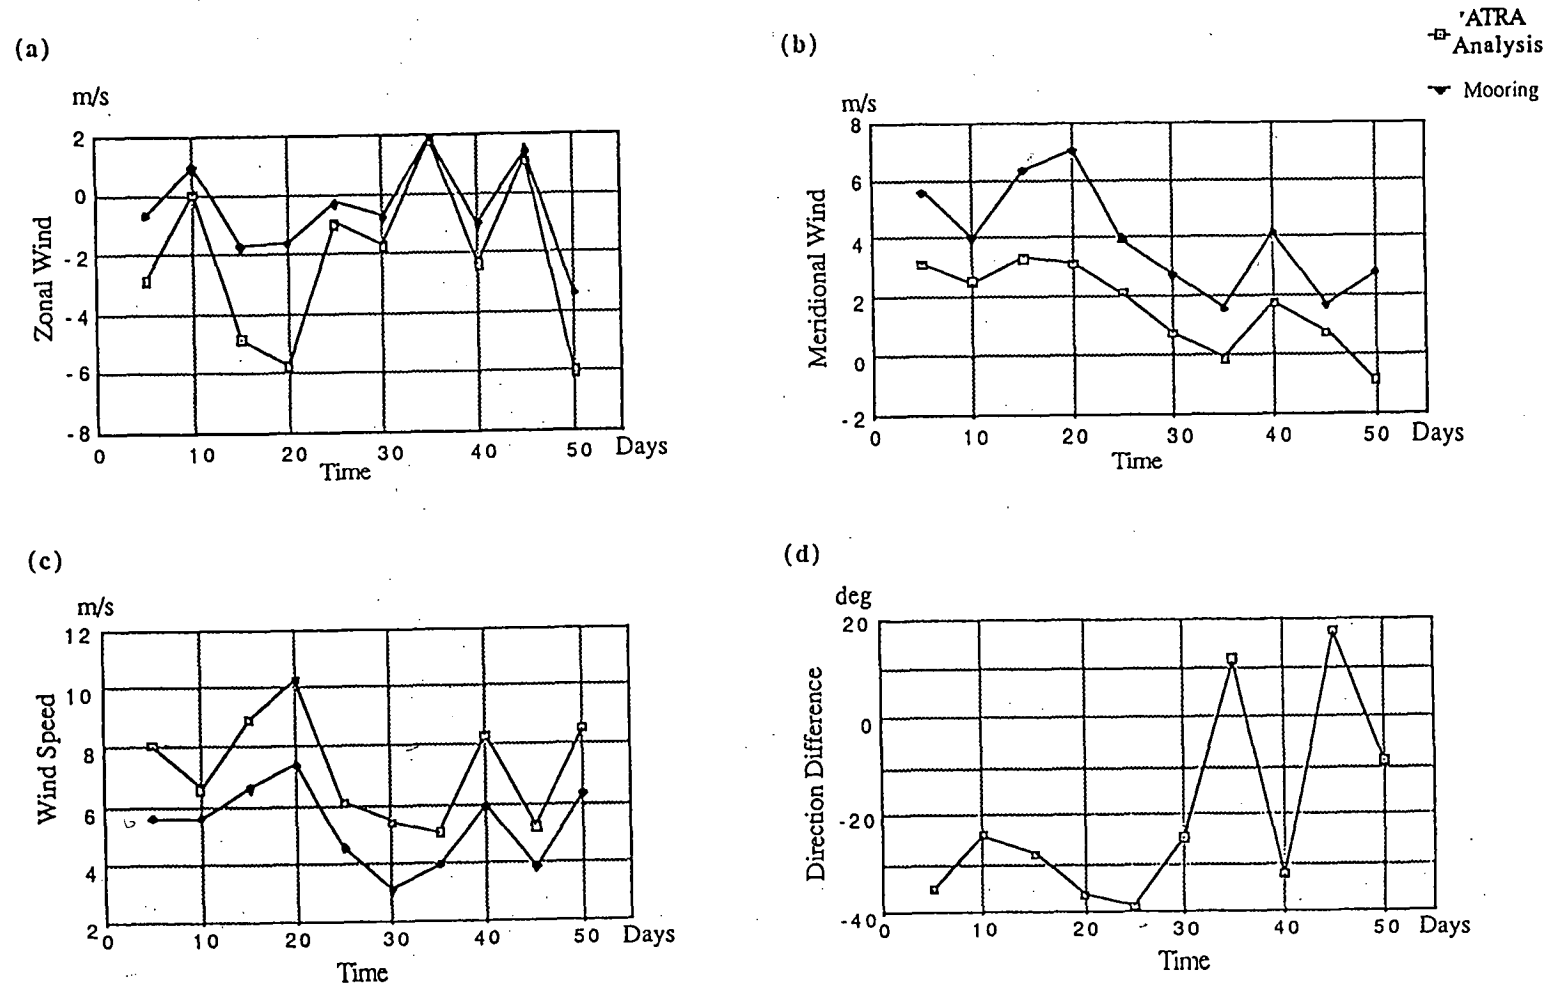 'ATRA
Analysis
Mooring
(a)
m/s
2
0
-2
-4
-6
-8
Zonal Wind
0 10 20 30 40 50 Days
Time
(b)
m/s
8
6
4
2
0
-2
Meridional Wind
0 10 20 30 40 50 Days
Time
(c)
m/s
12
10
8
6
4
2
Wind Speed
0 10 20 30 40 50 Days
Time
(d)
deg
20
0
-20
-40
Direction Difference
0 10 20 30 40 50 Days
Time